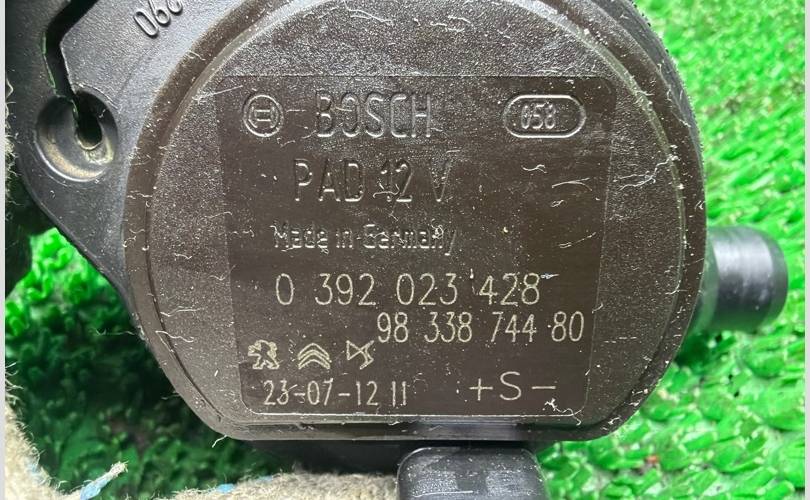 060
BOSCH 058
PAD 12 V
Made in Germany
0 392 023 428
98 338 744 80
23-07-12 11
+S-